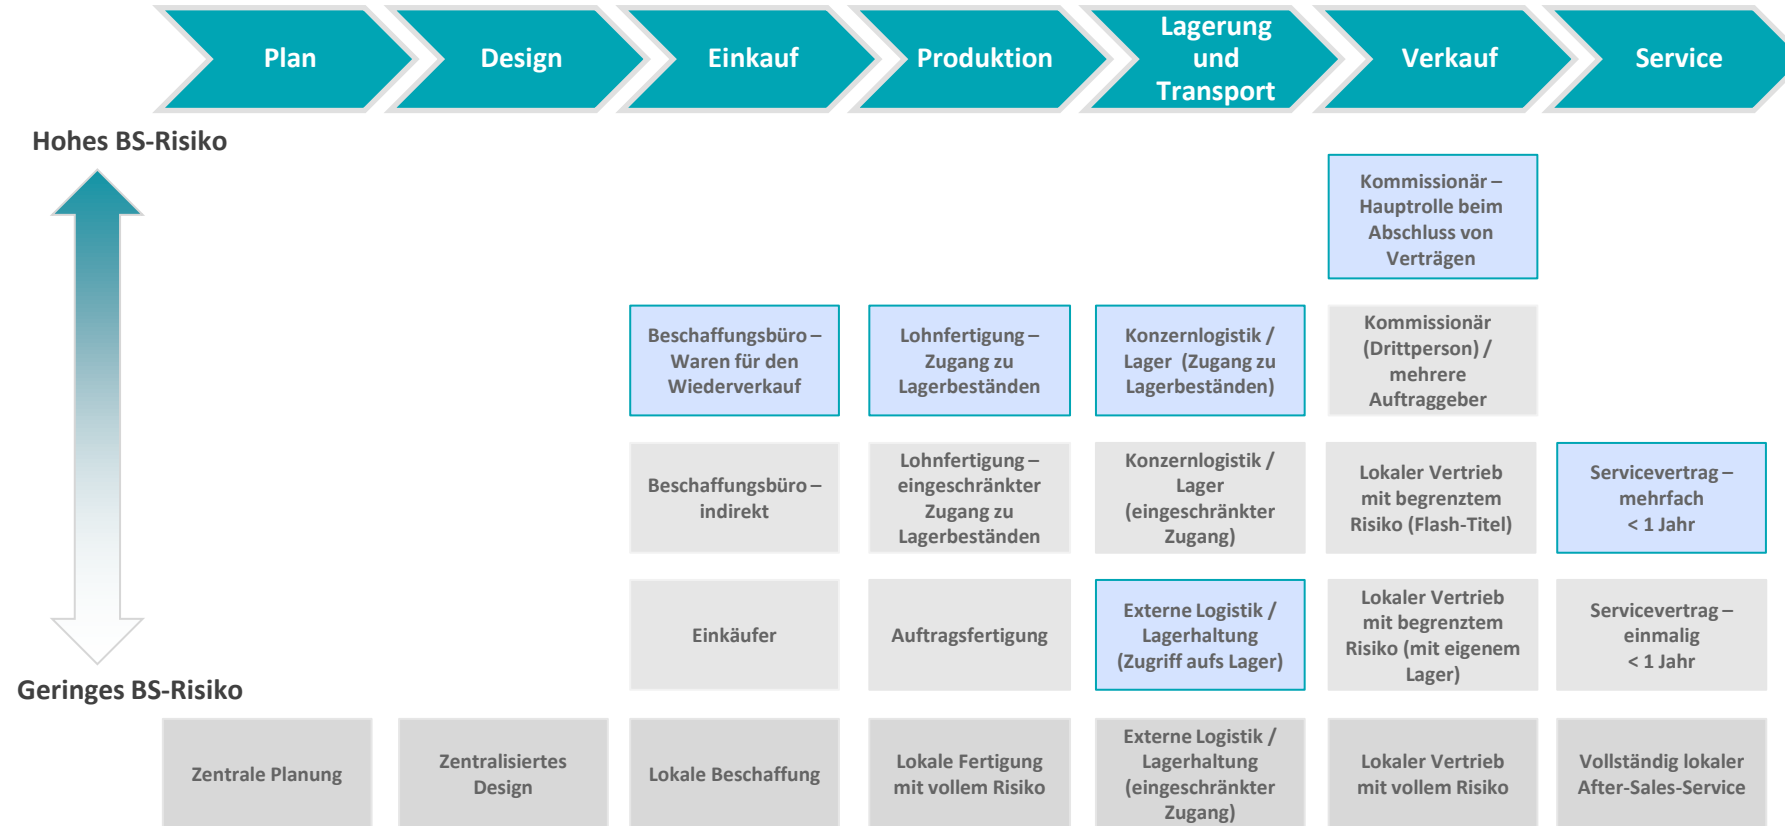 Plan
Design
Einkauf
Produktion
Lagerung
und
Transport
Verkauf
Service
Hohes BS-Risiko
Kommissionär –
Hauptrolle beim
Abschluss von
Verträgen
Beschaffungsbüro –
Waren für den
Wiederverkauf
Lohnfertigung –
Zugang zu
Lagerbeständen
Konzernlogistik /
Lager (Zugang zu
Lagerbeständen)
Kommissionär
(Drittperson) /
mehrere
Auftraggeber
Beschaffungsbüro –
indirekt
Lohnfertigung –
eingeschränkter
Zugang zu
Lagerbeständen
Konzernlogistik /
Lager
(eingeschränkter
Zugang)
Lokaler Vertrieb
mit begrenztem
Risiko (Flash-Titel)
Servicevertrag –
mehrfach
< 1 Jahr
Einkäufer
Auftragsfertigung
Externe Logistik /
Lagerhaltung
(Zugriff aufs Lager)
Lokaler Vertrieb
mit begrenztem
Risiko (mit eigenem
Lager)
Servicevertrag –
einmalig
< 1 Jahr
Geringes BS-Risiko
Zentrale Planung
Zentralisiertes
Design
Lokale Beschaffung
Lokale Fertigung
mit vollem Risiko
Externe Logistik /
Lagerhaltung
(eingeschränkter
Zugang)
Lokaler Vertrieb
mit vollem Risiko
Vollständig lokaler
After-Sales-Service